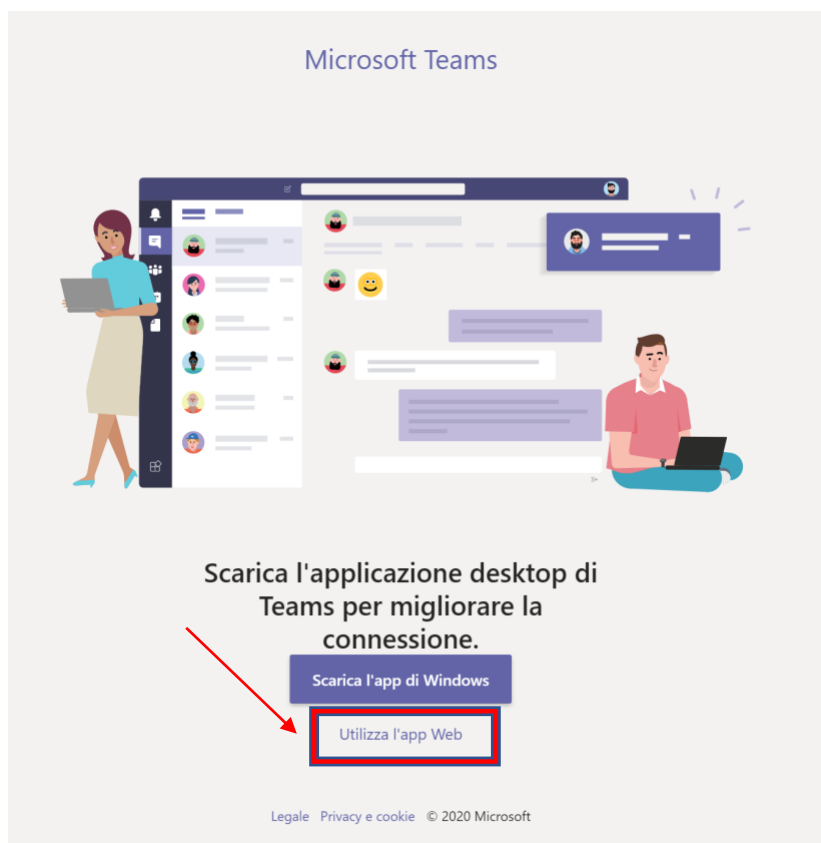 Microsoft Teams
Scarica l'applicazione desktop di
Teams per migliorare la
connessione.
Scarica l'app di Windows
Utilizza l'app Web
Legale Privacy e cookie © 2020 Microsoft